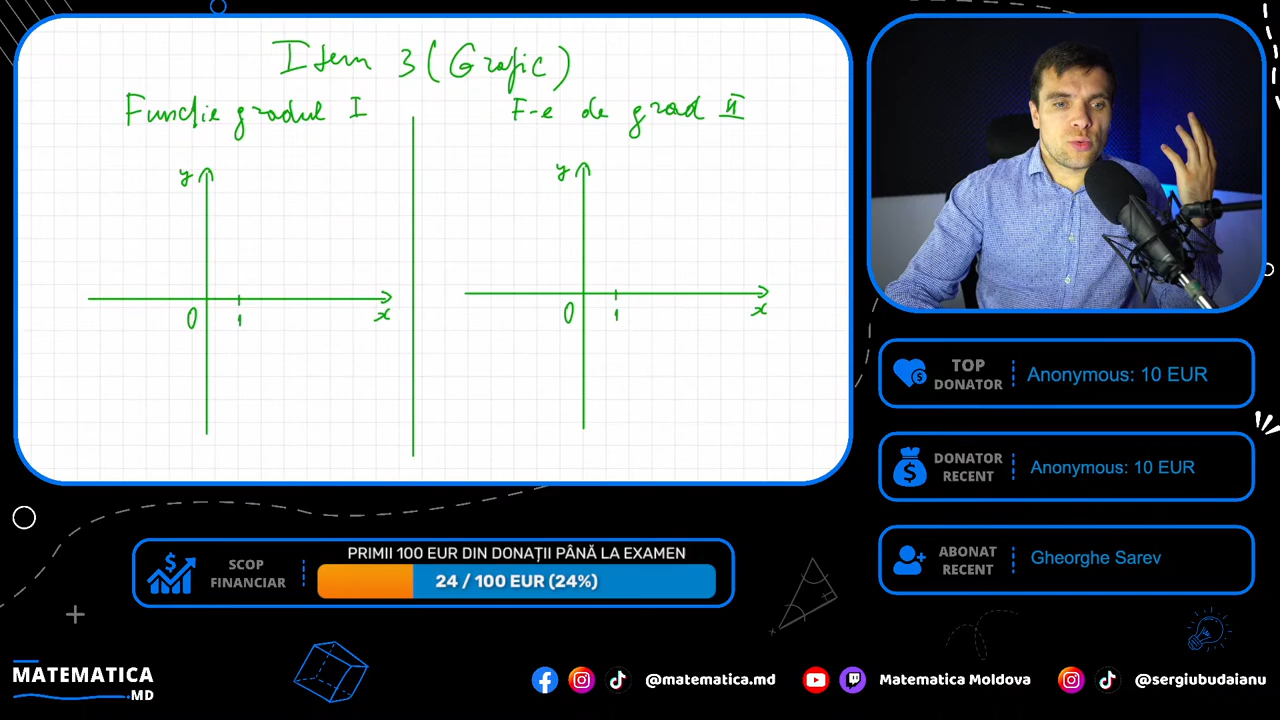 Item 3 (Grafic)
Funcție gradul I
F-e de grad II
y
0
1
x
y
0
1
x
TOP DONATOR
Anonymous: 10 EUR
DONATOR RECENT
Anonymous: 10 EUR
ABONAT RECENT
Gheorghe Sarev
SCOP FINANCIAR
PRIMII 100 EUR DIN DONAȚII PÂNĂ LA EXAMEN
24 / 100 EUR (24%)
MATEMATICA
.MD
@matematica.md
Matematica Moldova
@sergiubudaianu